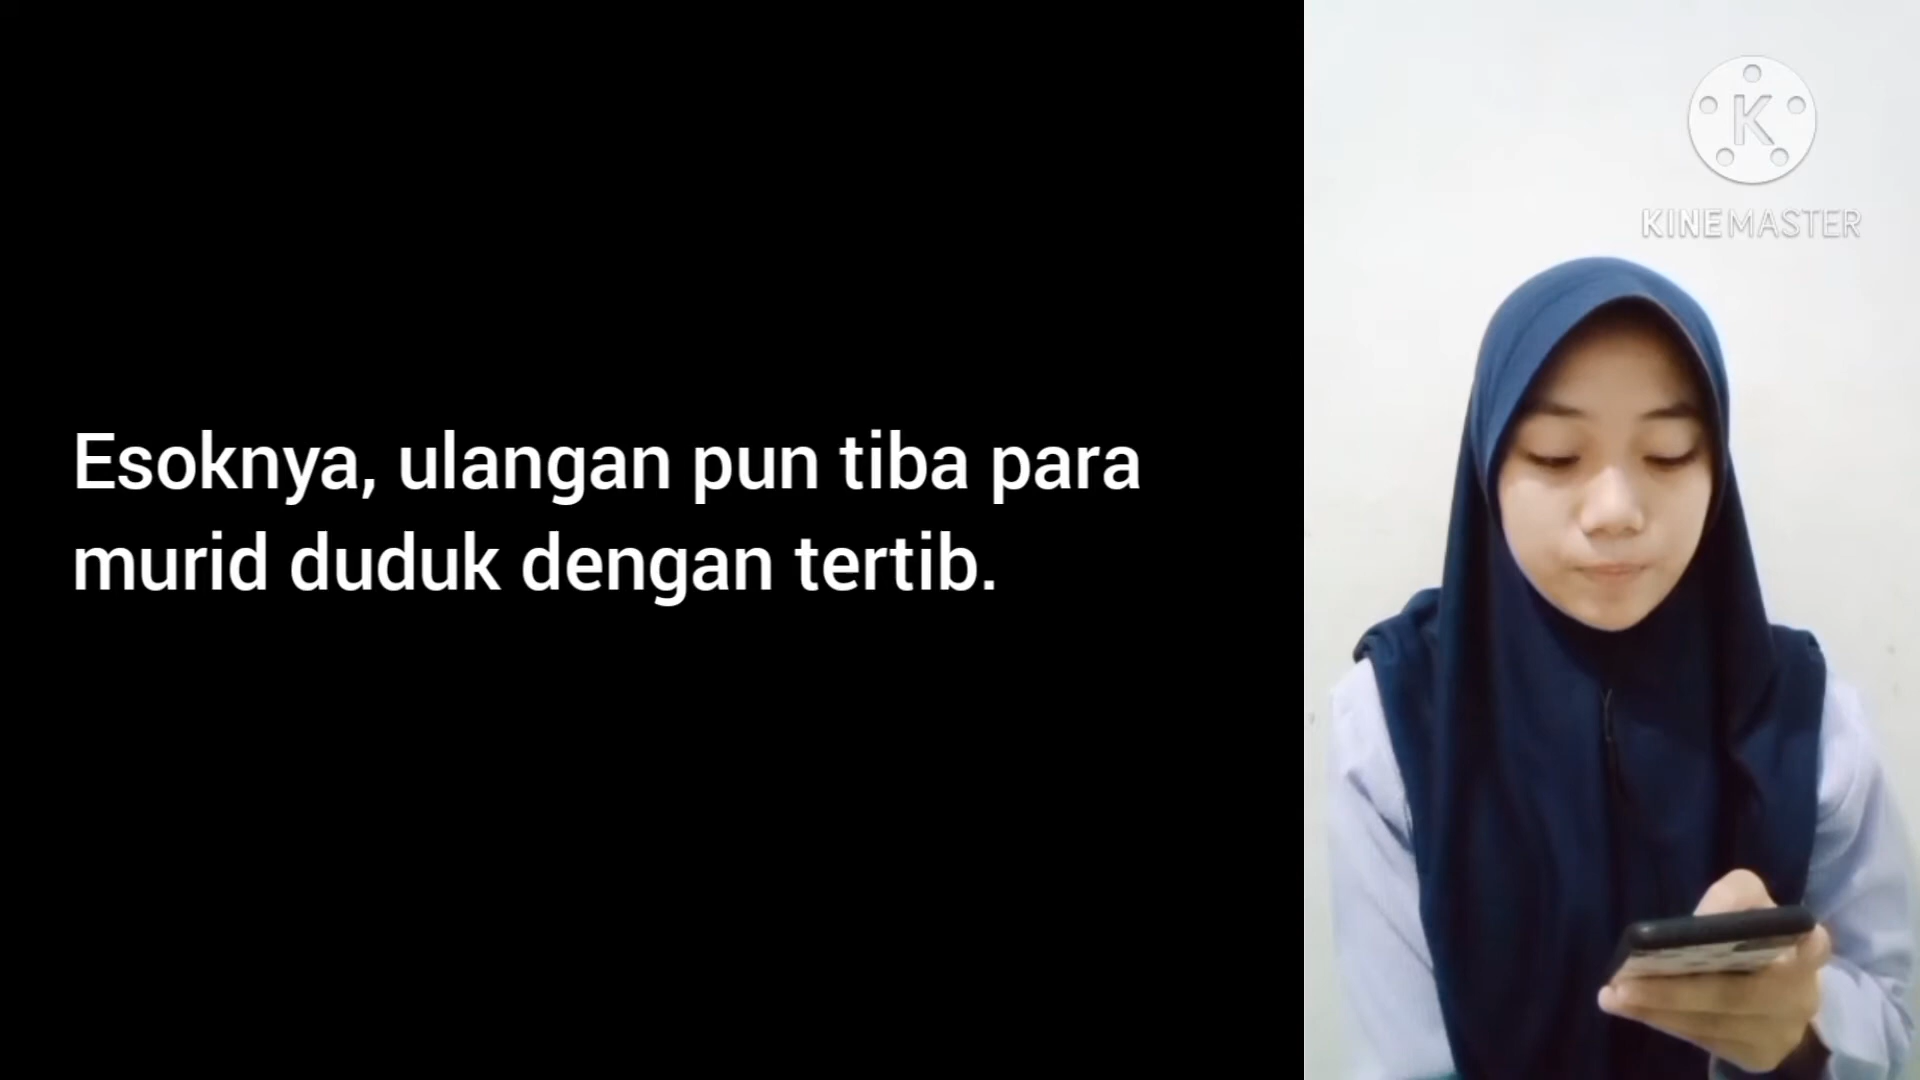 K
KINEMASTER
Esoknya, ulangan pun tiba para
murid duduk dengan tertib.